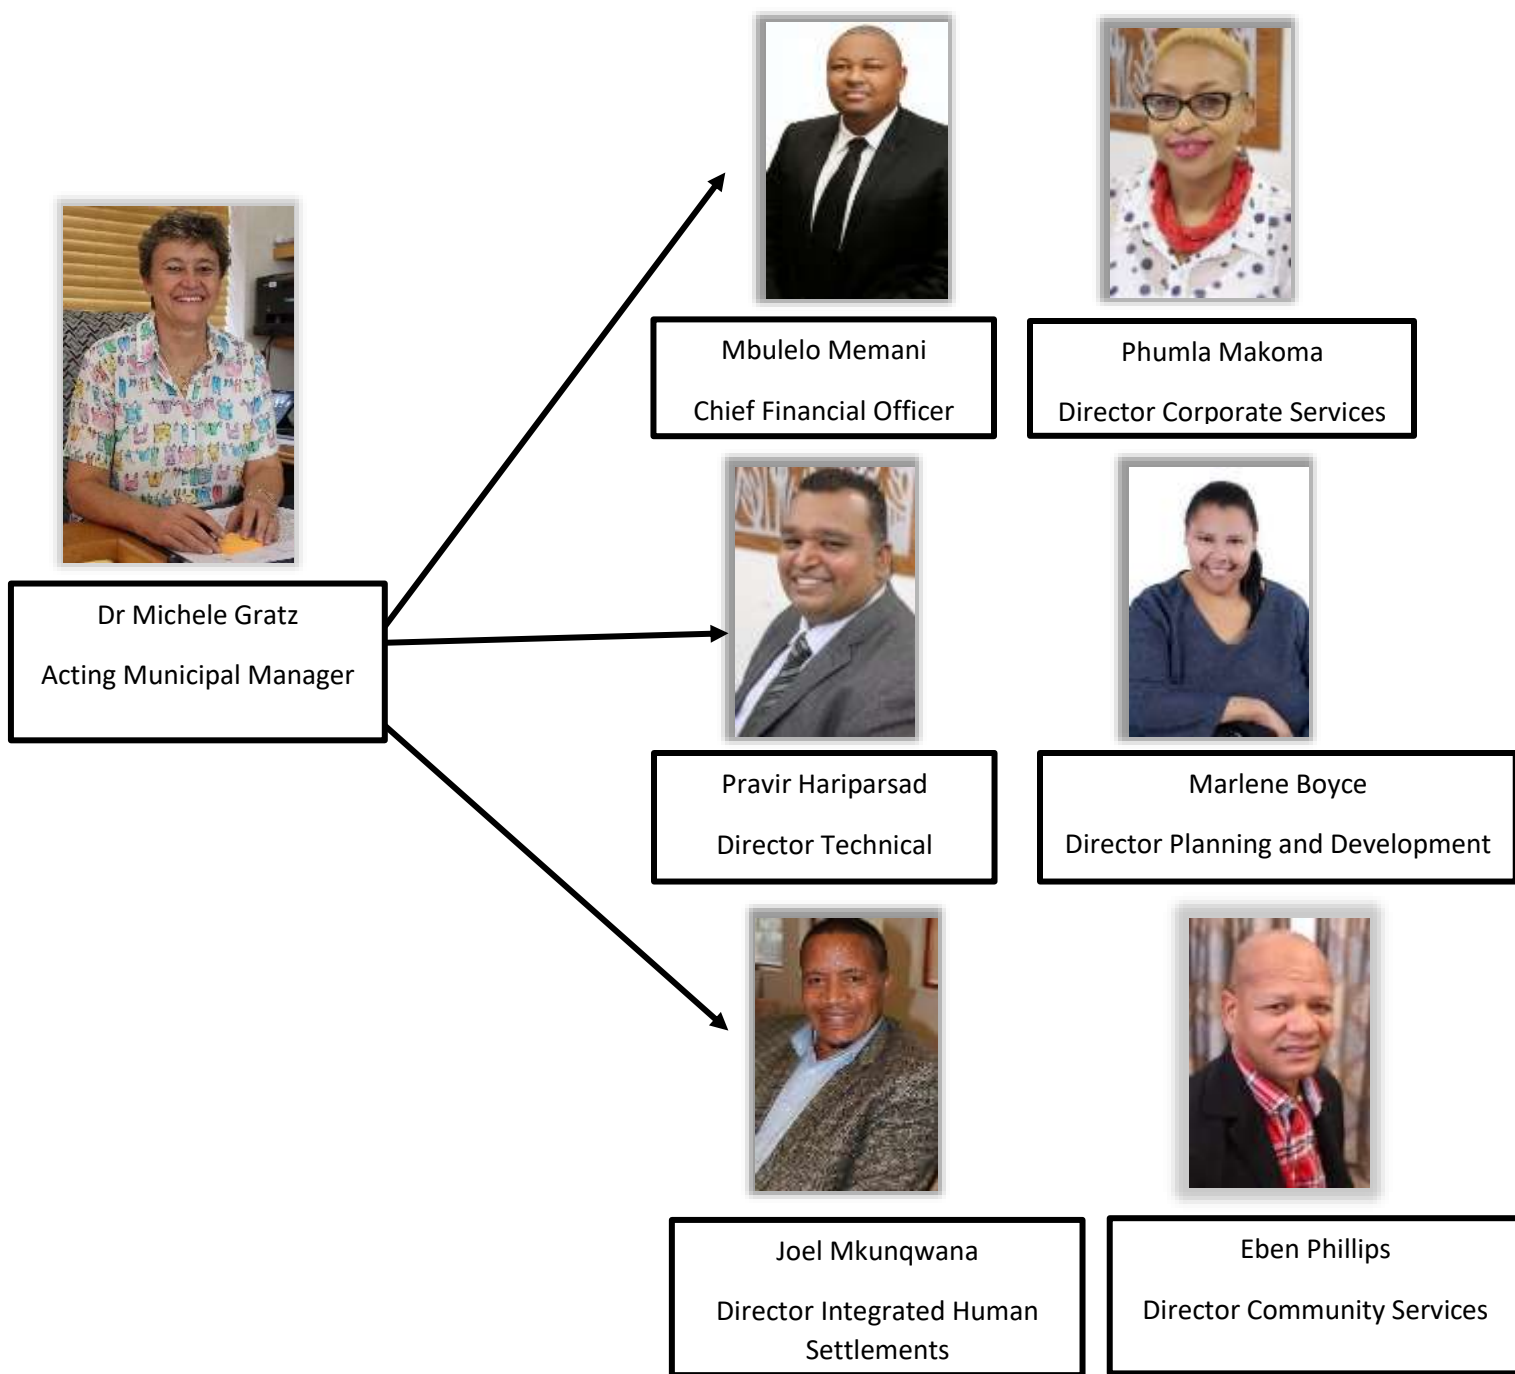 Mbulelo Memani
Chief Financial Officer
Phumla Makoma
Director Corporate Services
Dr Michele Gratz
Acting Municipal Manager
Pravir Hariparsad
Director Technical
Marlene Boyce
Director Planning and Development
Joel Mkunqwana
Director Integrated Human
Settlements
Eben Phillips
Director Community Services